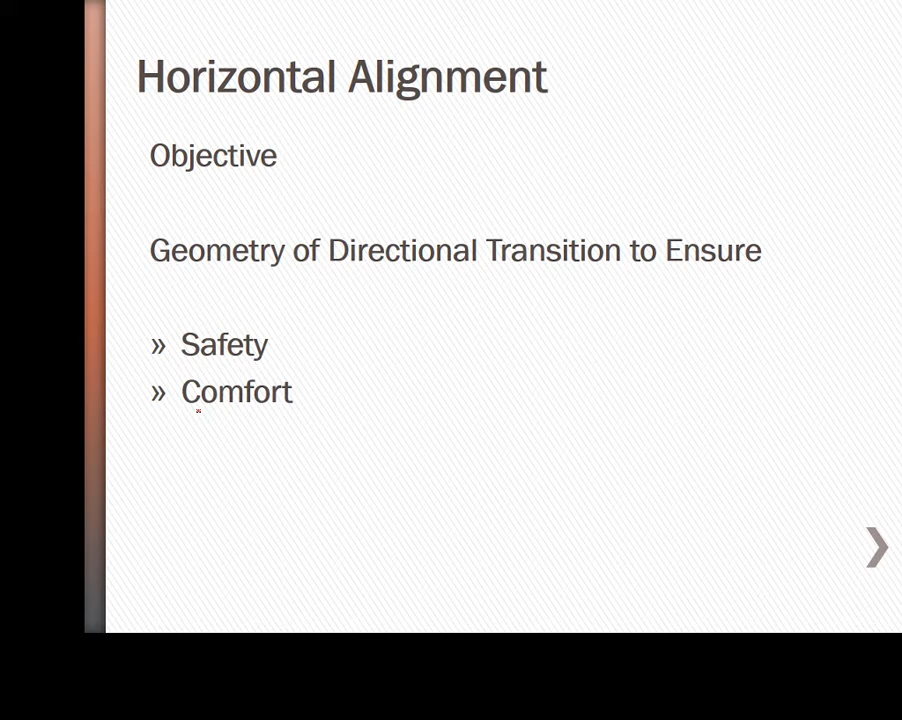 Horizontal Alignment
Objective
Geometry of Directional Transition to Ensure
» Safety
» Comfort